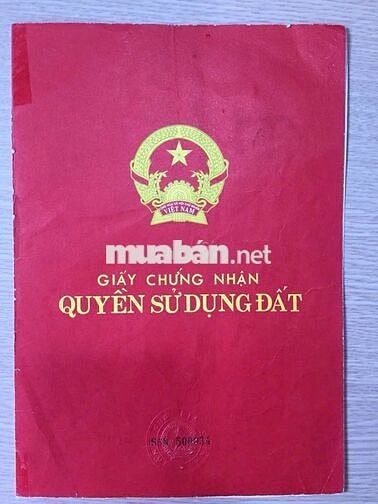 VIỆT NAM
muabán.net
GIẤY CHỨNG NHẬN
QUYỀN SỬ DỤNG ĐẤT